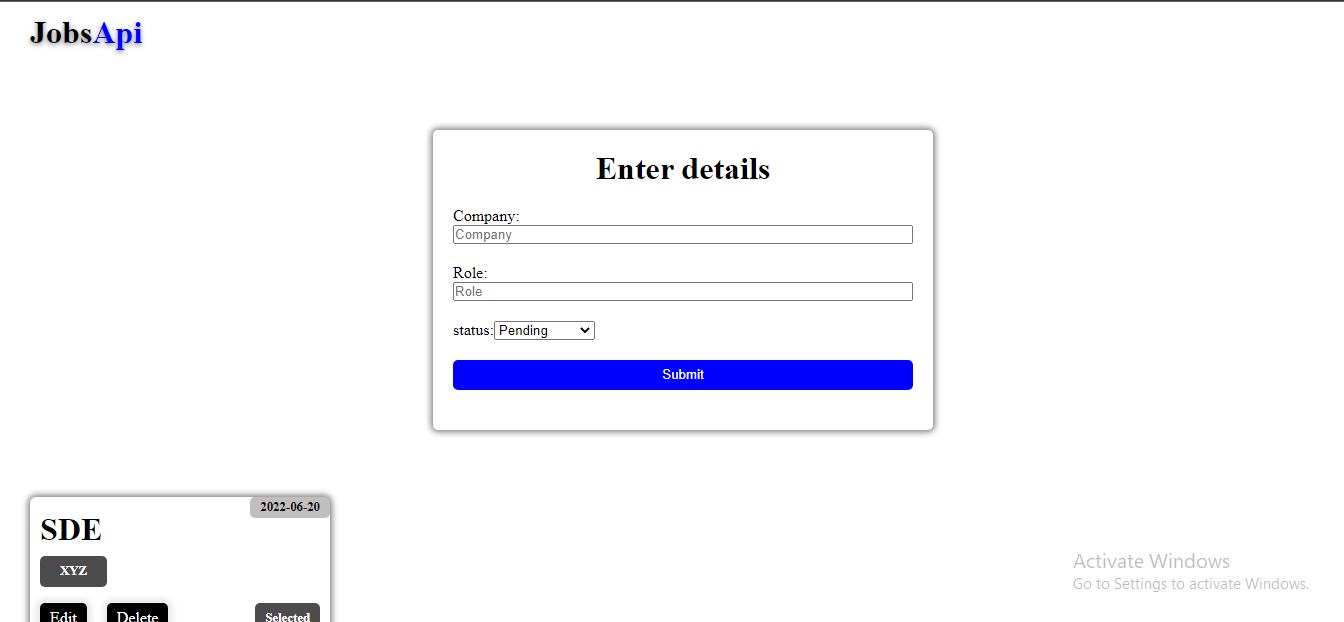 JobsApi
Enter details
Company:
Company
Role:
Role
status: Pending
Submit
2022-06-20
SDE
XYZ
Edit Delete Selected
Activate Windows
Go to Settings to activate Windows.